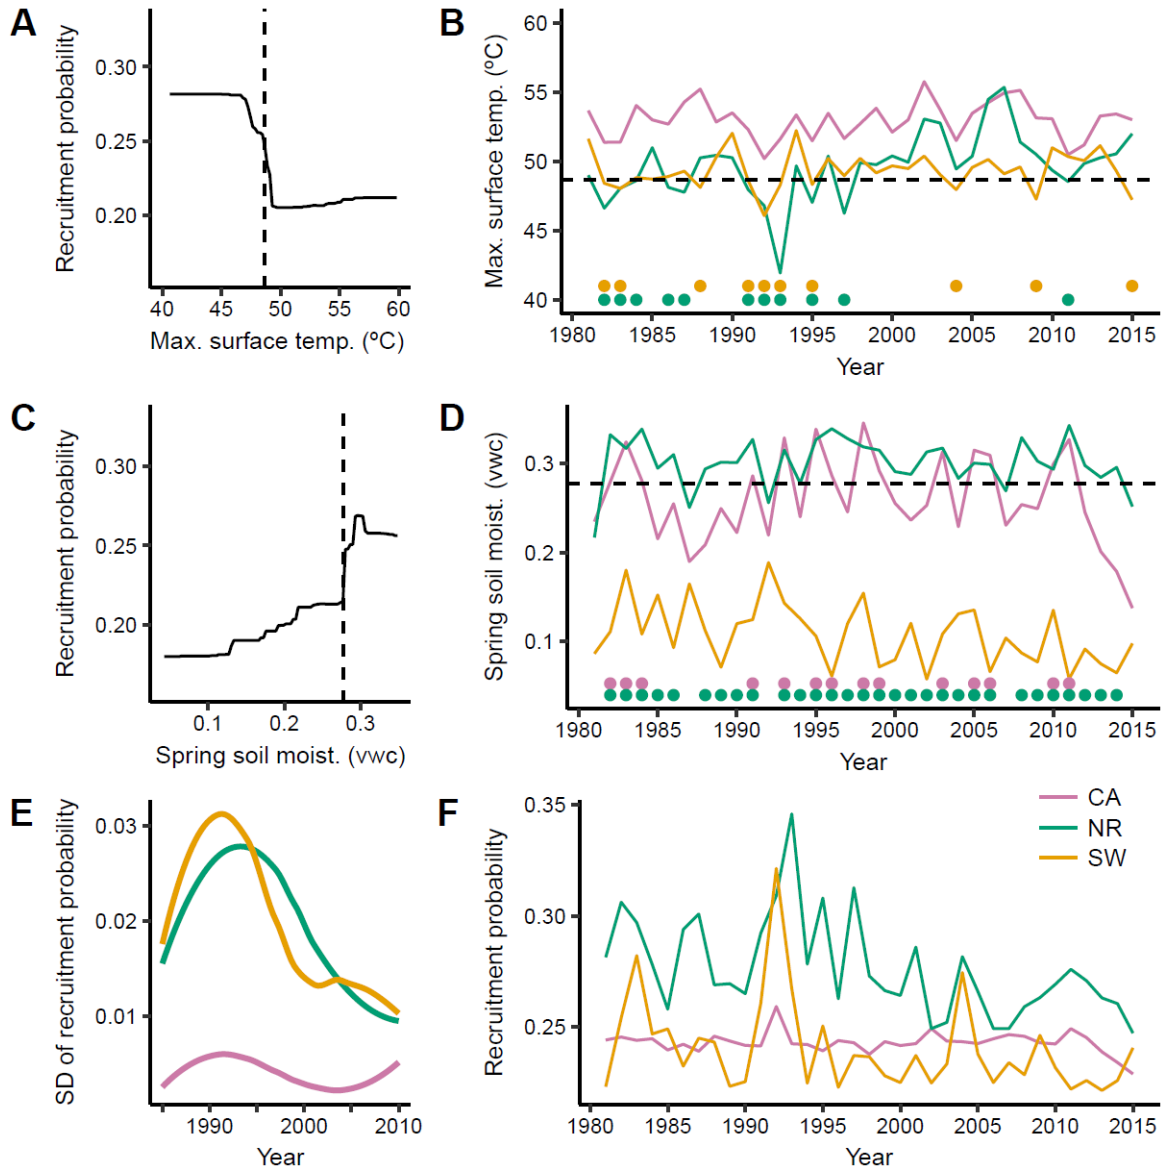 A
Recruitment probability
0.30
0.25
0.20
40 45 50 55 60
Max. surface temp. (ºC)
B
Max. surface temp. (ºC)
60
55
50
45
40
1980 1985 1990 1995 2000 2005 2010 2015
Year
C
Recruitment probability
0.30
0.25
0.20
0.1 0.2 0.3
Spring soil moist. (vwc)
D
Spring soil moist. (vwc)
0.3
0.2
0.1
1980 1985 1990 1995 2000 2005 2010 2015
Year
E
SD of recruitment probability
0.03
0.02
0.01
1990 2000 2010
Year
F
Recruitment probability
0.35
0.30
0.25
1980 1985 1990 1995 2000 2005 2010 2015
Year
CA
NR
SW